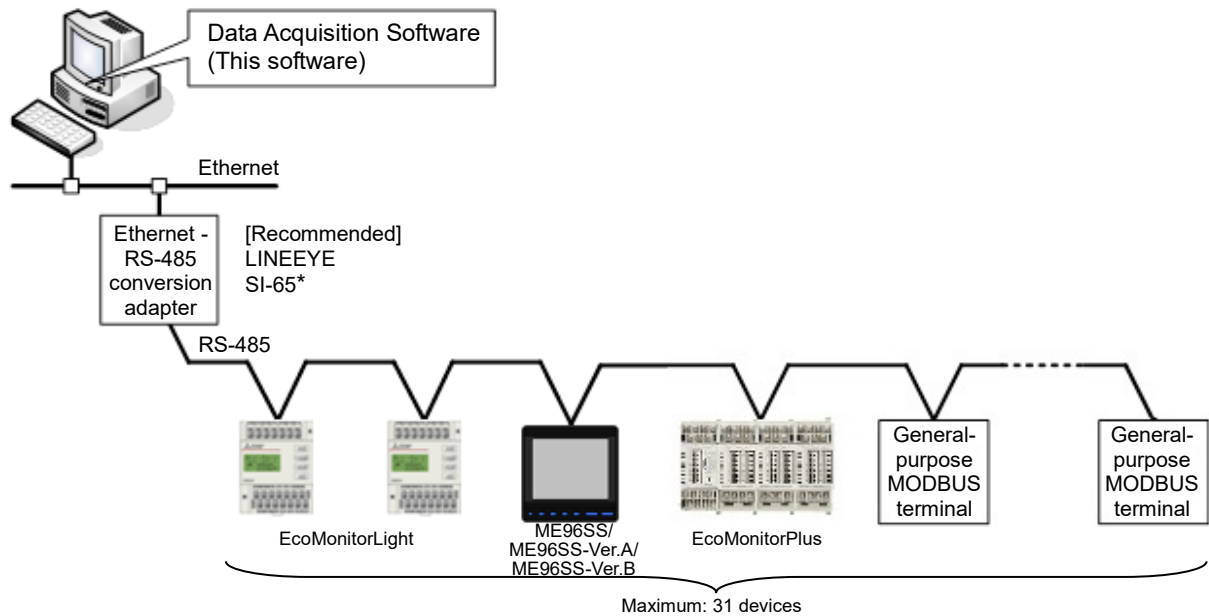 Data Acquisition Software
(This software)
Ethernet
Ethernet -
RS-485
conversion
adapter
[Recommended]
LINEEYE
SI-65*
RS-485
General-
purpose
MODBUS
terminal
General-
purpose
MODBUS
terminal
EcoMonitorLight
ME96SS/
ME96SS-Ver.A/
ME96SS-Ver.B
EcoMonitorPlus
Maximum: 31 devices